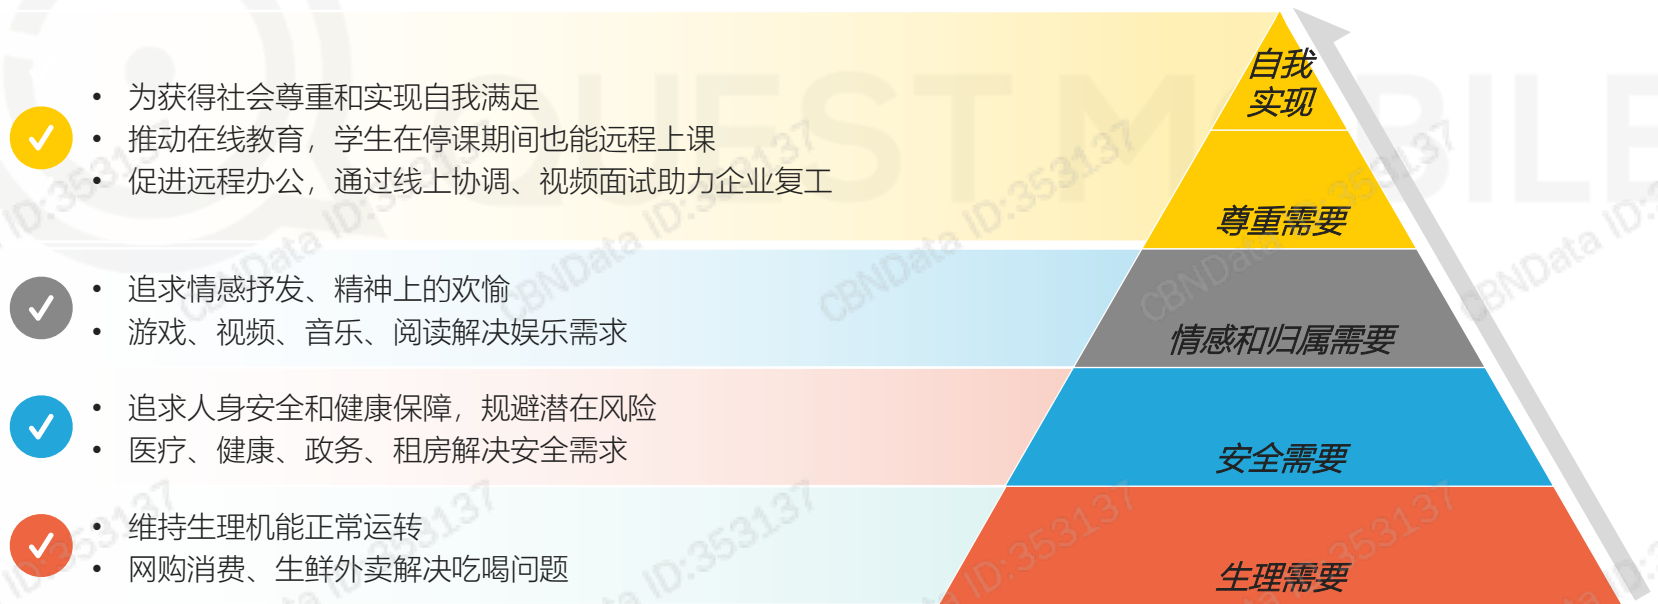 自我
实现
• 为获得社会尊重和实现自我满足
• 推动在线教育，学生在停课期间也能远程上课
• 促进远程办公，通过线上协调、视频面试助力企业复工
尊重需要
• 追求情感抒发、精神上的欢愉
• 游戏、视频、音乐、阅读解决娱乐需求
情感和归属需要
• 追求人身安全和健康保障，规避潜在风险
• 医疗、健康、政务、租房解决安全需求
安全需要
• 维持生理机能正常运转
• 网购消费、生鲜外卖解决吃喝问题
生理需要
QUEST MOBILE
CBNData ID:353137